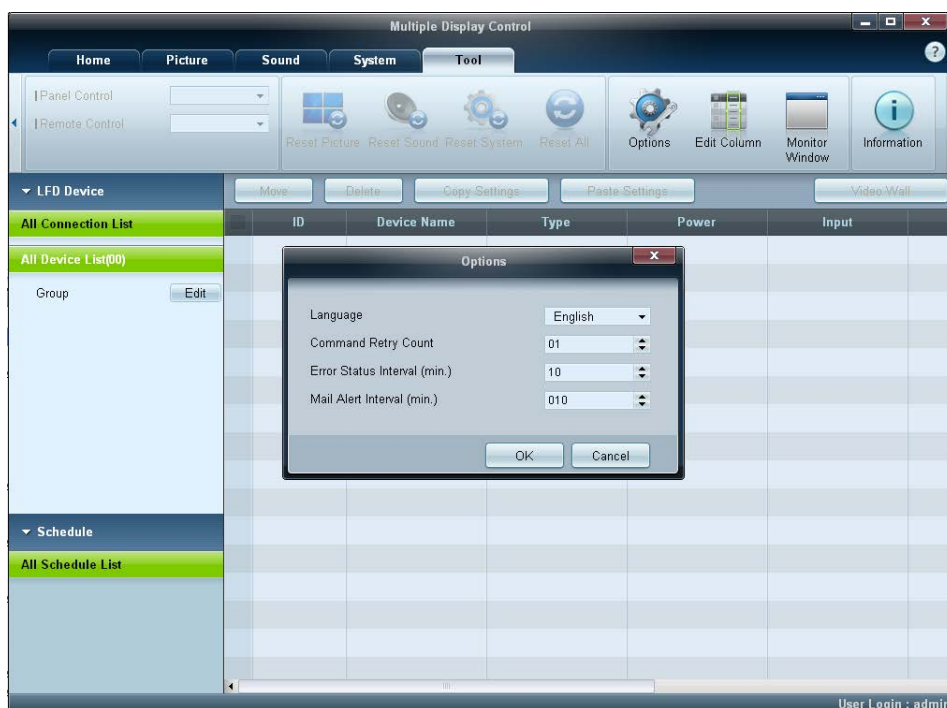 Multiple Display Control
Home Picture Sound System Tool
Panel Control
Remote Control
Reset Picture Reset Sound Reset System Reset All Options Edit Column Monitor Window Information
LFD Device
Move Delete Copy Settings Paste Settings Video Wall
All Connection List
ID Device Name Type Power Input
All Device List(00)
Group Edit
Options
Language English
Command Retry Count 01
Error Status Interval (min.) 10
Mail Alert Interval (min.) 010
OK Cancel
Schedule
All Schedule List
User Login : admin